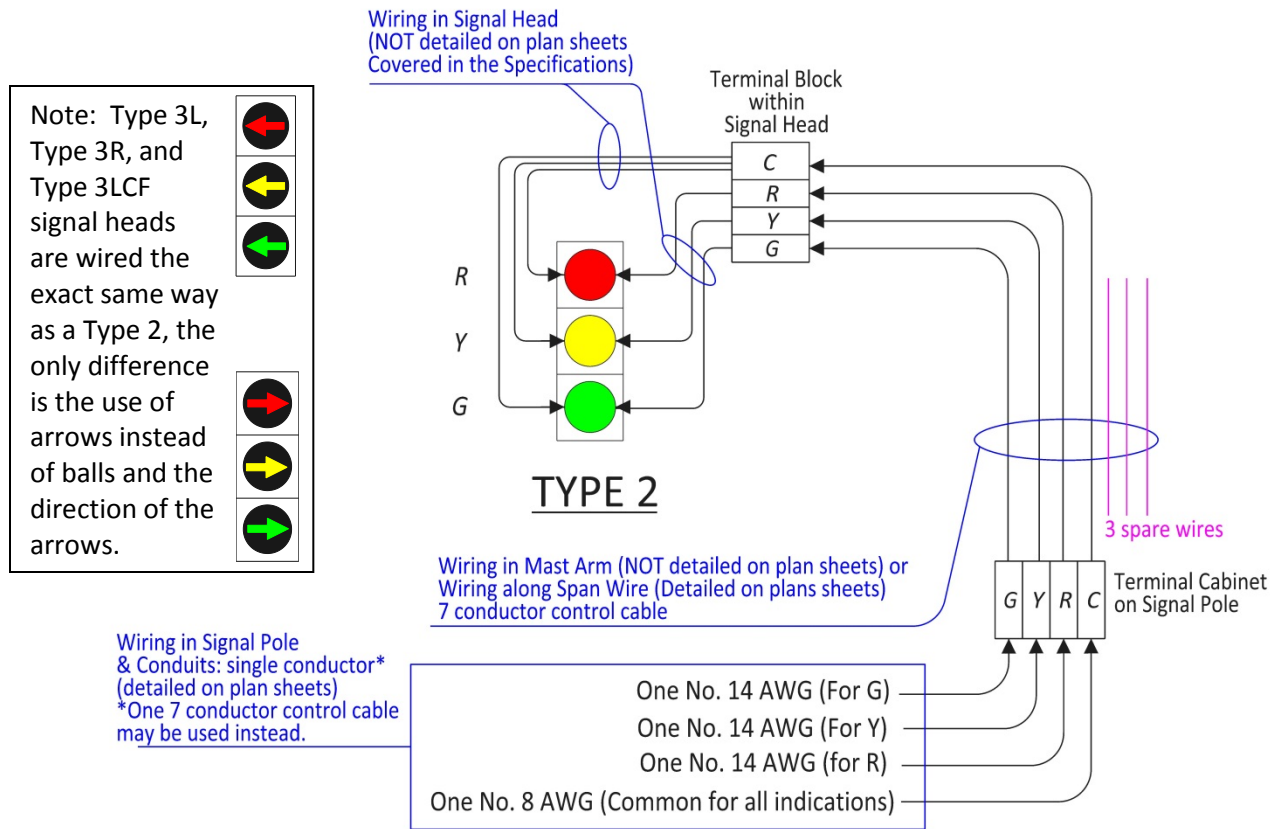 Wiring in Signal Head
(NOT detailed on plan sheets
Covered in the Specifications)
Terminal Block
within
Signal Head
Note: Type 3L,
Type 3R, and
Type 3LCF
signal heads
are wired the
exact same way
as a Type 2, the
only difference
is the use of
arrows instead
of balls and the
direction of the
arrows.
C
R
Y
G
R
Y
G
TYPE 2
3 spare wires
Wiring in Mast Arm (NOT detailed on plan sheets) or
Wiring along Span Wire (Detailed on plans sheets)
7 conductor control cable
G Y R C
Terminal Cabinet
on Signal Pole
Wiring in Signal Pole
& Conduits: single conductor*
(detailed on plan sheets)
*One 7 conductor control cable
may be used instead.
One No. 14 AWG (For G)
One No. 14 AWG (For Y)
One No. 14 AWG (for R)
One No. 8 AWG (Common for all indications)